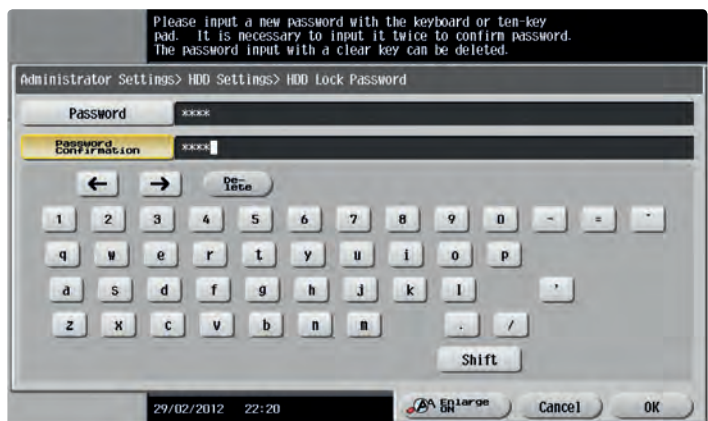 Please input a new password with the keyboard or ten-key
pad. It is necessary to input it twice to confirm password.
The password input with a clear key can be deleted.
Administrator Settings> HDD Settings> HDD Lock Password
Password ****
Password Confirmation ****
← → De-lete
1 2 3 4 5 6 7 8 9 0 - = `
q w e r t y u i o p
a s d f g h j k l '
z x c v b n m . /
Shift
29/02/2012 22:20 AA Enlarge ON Cancel OK